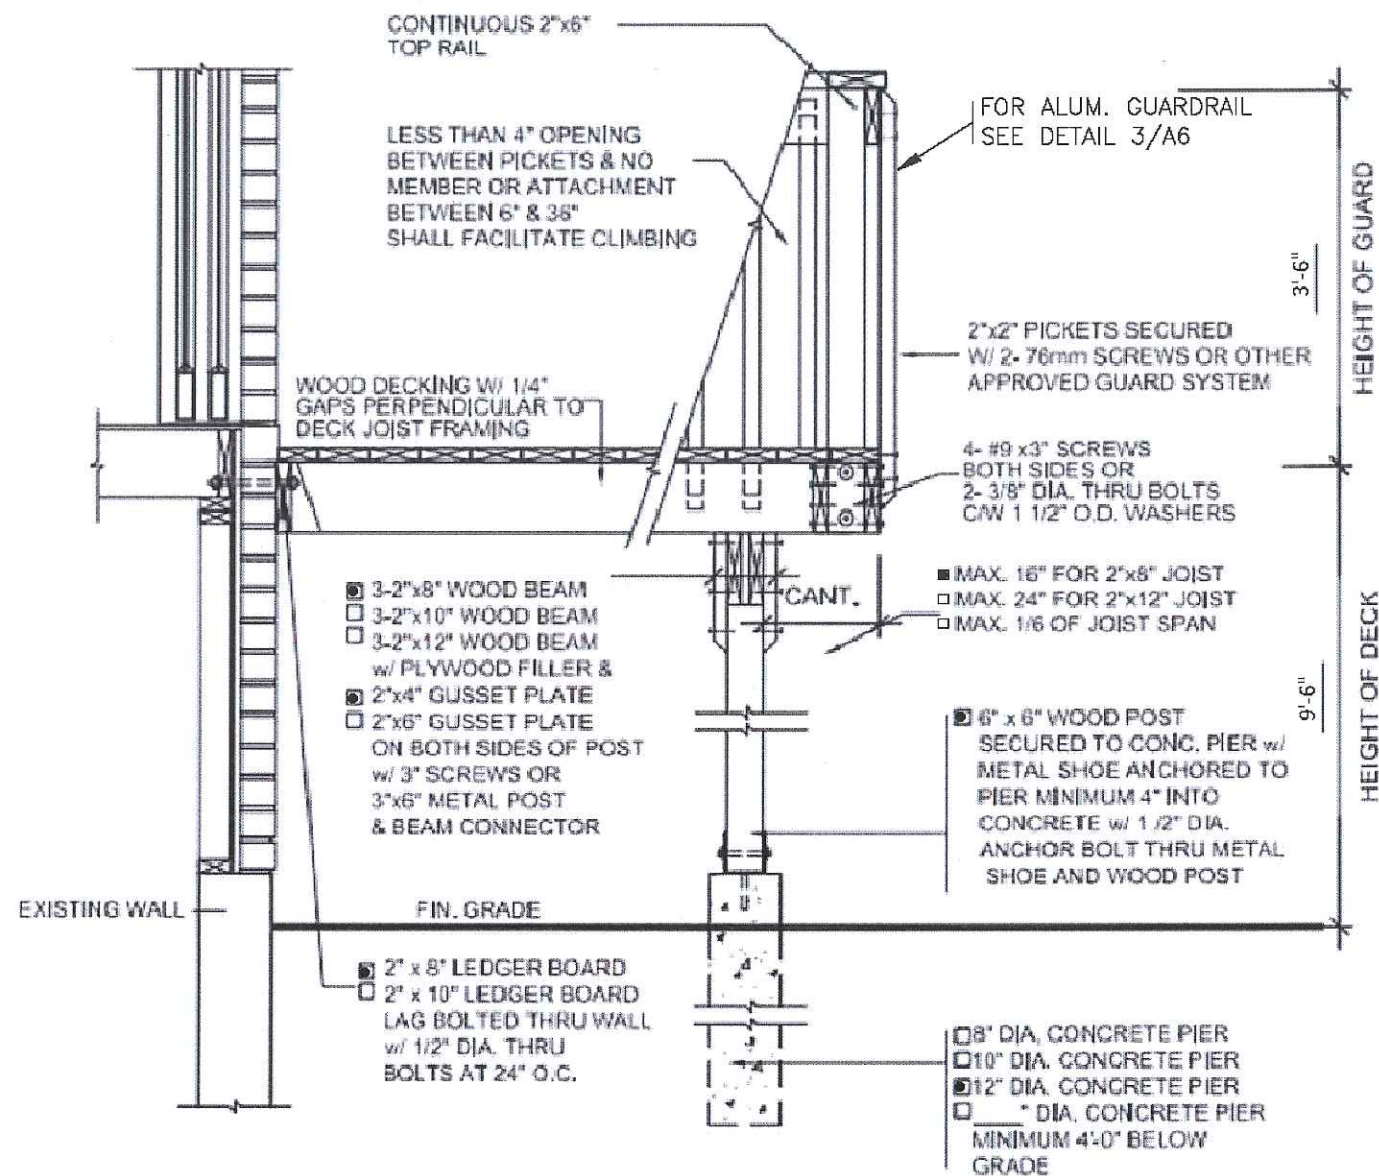 CONTINUOUS 2"x6"
TOP RAIL
FOR ALUM. GUARDRAIL
SEE DETAIL 3/A6
LESS THAN 4" OPENING
BETWEEN PICKETS & NO
MEMBER OR ATTACHMENT
BETWEEN 6" & 36"
SHALL FACILITATE CLIMBING
HEIGHT OF GUARD
3'-6"
2"x2" PICKETS SECURED
W/ 2- 76mm SCREWS OR OTHER
APPROVED GUARD SYSTEM
WOOD DECKING W/ 1/4"
GAPS PERPENDICULAR TO
DECK JOIST FRAMING
4- #9 x3" SCREWS
BOTH SIDES OR
2- 3/8" DIA. THRU BOLTS
C/W 1 1/2" O.D. WASHERS
3-2"x8" WOOD BEAM
3-2"x10" WOOD BEAM
3-2"x12" WOOD BEAM
w/ PLYWOOD FILLER &
2"x4" GUSSET PLATE
2"x6" GUSSET PLATE
ON BOTH SIDES OF POST
w/ 3" SCREWS OR
3"x6" METAL POST
& BEAM CONNECTOR
CANT.
MAX. 16" FOR 2"x8" JOIST
MAX. 24" FOR 2"x12" JOIST
MAX. 1/6 OF JOIST SPAN
HEIGHT OF DECK
9'-6"
6" x 6" WOOD POST
SECURED TO CONC. PIER w/
METAL SHOE ANCHORED TO
PIER MINIMUM 4" INTO
CONCRETE w/ 1 /2" DIA.
ANCHOR BOLT THRU METAL
SHOE AND WOOD POST
EXISTING WALL
FIN. GRADE
2" x 8" LEDGER BOARD
2" x 10" LEDGER BOARD
LAG BOLTED THRU WALL
w/ 1/2" DIA. THRU
BOLTS AT 24" O.C.
8" DIA. CONCRETE PIER
10" DIA. CONCRETE PIER
12" DIA. CONCRETE PIER
____" DIA. CONCRETE PIER
MINIMUM 4'-0" BELOW
GRADE